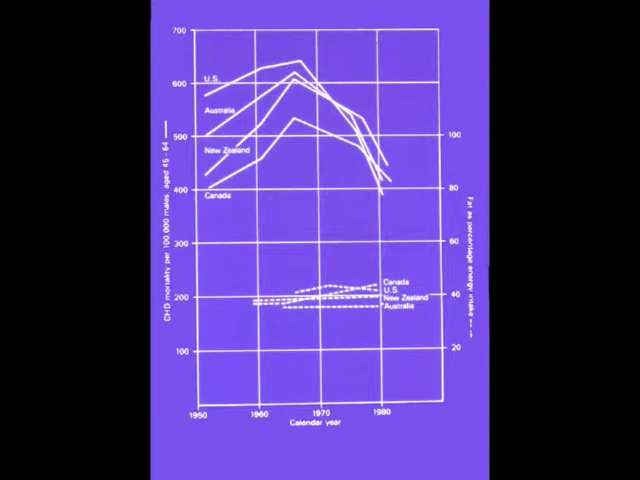 700
600
500
400
300
200
100
CHD mortality per 100 000 males, aged 45 - 64
U.S.
Australia
New Zealand
Canada
100
80
60
40
20
Fat as percentage energy intake
Canada
U.S.
New Zealand
Australia
1950
1960
1970
1980
Calendar year